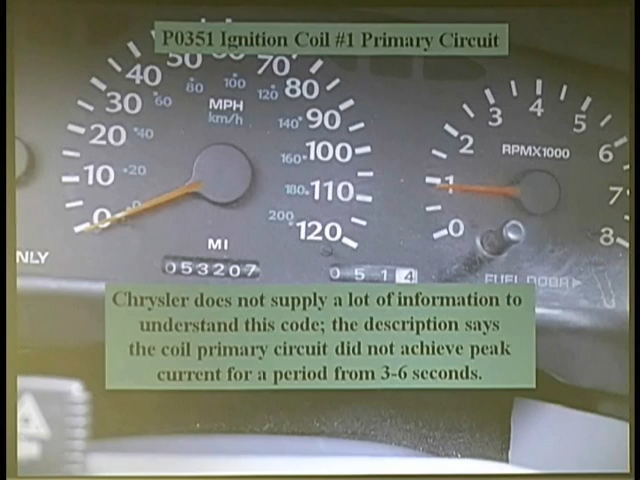 P0351 Ignition Coil #1 Primary Circuit
50 60 70
40 80 100 80
30 60 MPH 120
km/h 140 90
20 40 160 100
10 20 180 110
0 0 200 120
MI
053207 0514
3 4 5
2 RPMX1000 6
1 7
0 8
NLY
FUEL DOOR
Chrysler does not supply a lot of information to
understand this code; the description says
the coil primary circuit did not achieve peak
current for a period from 3-6 seconds.